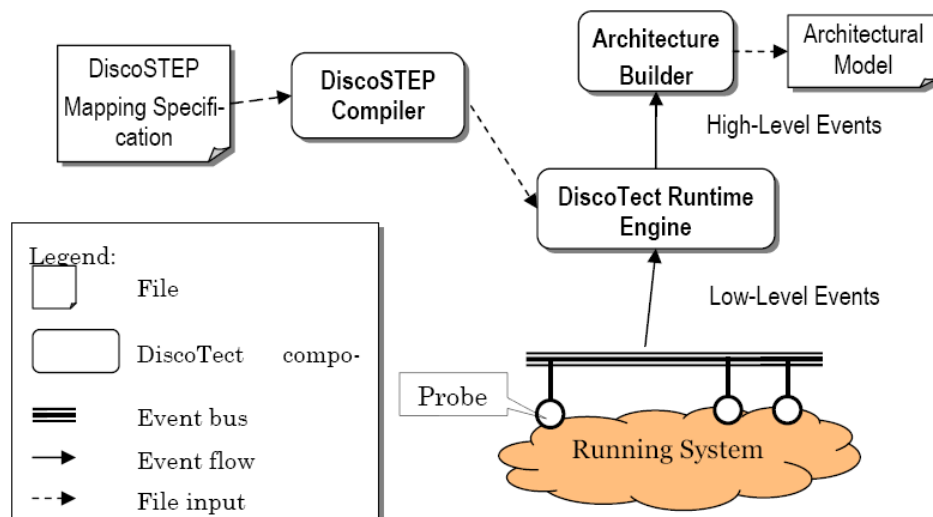 DiscoSTEP
Mapping Specifi-
cation
DiscoSTEP
Compiler
Architecture
Builder
Architectural
Model
High-Level Events
DiscoTect Runtime
Engine
Low-Level Events
Probe
Running System
Legend:
File
DiscoTect compo-
Event bus
Event flow
File input